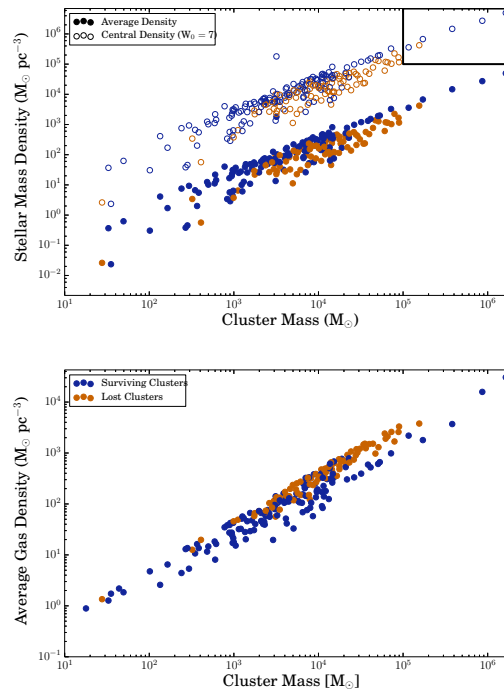 Average Density
Central Density (W₀ = 7)
10⁶
10⁵
10⁴
10³
10²
10¹
10⁰
10⁻¹
10⁻²
Stellar Mass Density (M⊙ pc⁻³)
10¹ 10² 10³ 10⁴ 10⁵ 10⁶
Cluster Mass (M⊙)
Surviving Clusters
Lost Clusters
10⁴
10³
10²
10¹
10⁰
10⁻¹
Average Gas Density (M⊙ pc⁻³)
10¹ 10² 10³ 10⁴ 10⁵ 10⁶
Cluster Mass [M⊙]